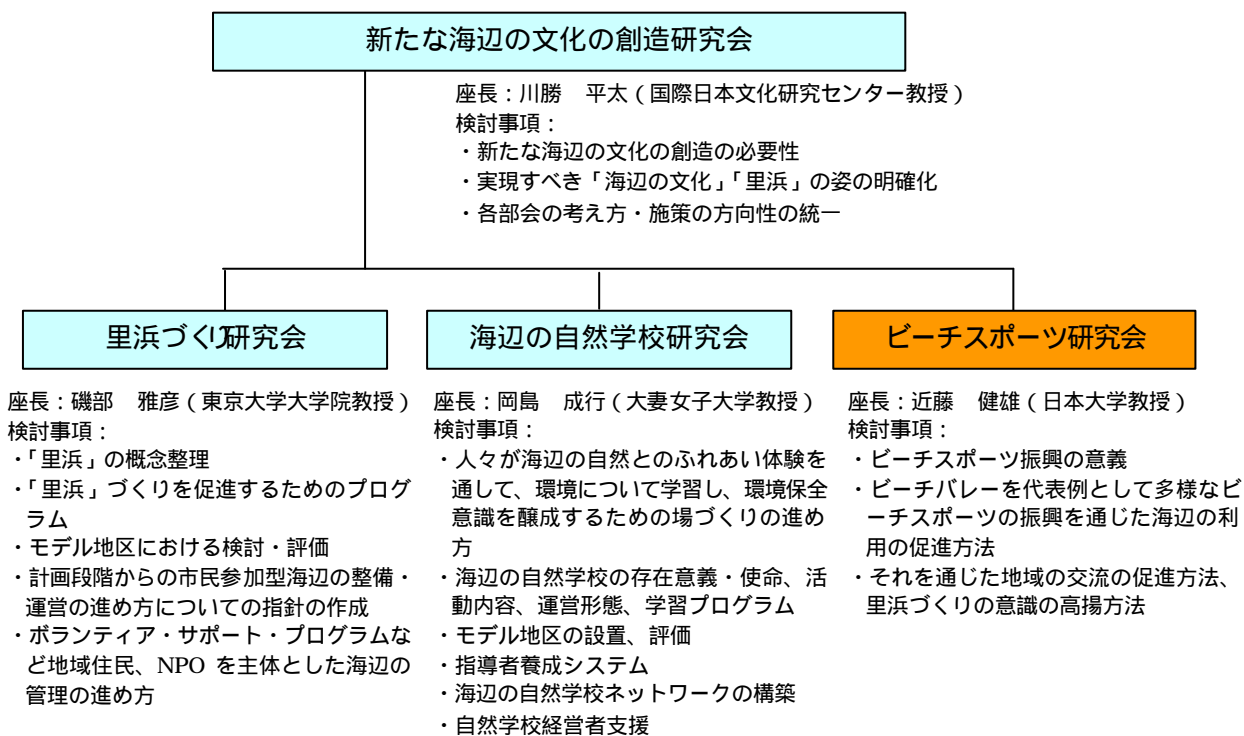 新たな海辺の文化の創造研究会
座長：川勝　平太（国際日本文化研究センター教授）
検討事項：
・新たな海辺の文化の創造の必要性
・実現すべき「海辺の文化」「里浜」の姿の明確化
・各部会の考え方・施策の方向性の統一
里浜づくり研究会
座長：磯部　雅彦（東京大学大学院教授）
検討事項：
・「里浜」の概念整理
・「里浜」づくりを促進するためのプログ
ラム
・モデル地区における検討・評価
・計画段階からの市民参加型海辺の整備・
運営の進め方についての指針の作成
・ボランティア・サポート・プログラムな
ど地域住民、NPO を主体とした海辺の
管理の進め方
海辺の自然学校研究会
座長：岡島　成行（大妻女子大学教授）
検討事項：
・人々が海辺の自然とのふれあい体験を
通して、環境について学習し、環境保全
意識を醸成するための場づくりの進め
方
・海辺の自然学校の存在意義・使命、活
動内容、運営形態、学習プログラム
・モデル地区の設置、評価
・指導者養成システム
・海辺の自然学校ネットワークの構築
・自然学校経営者支援
ビーチスポーツ研究会
座長：近藤　健雄（日本大学教授）
検討事項：
・ビーチスポーツ振興の意義
・ビーチバレーを代表例として多様なビ
ーチスポーツの振興を通じた海辺の利
用の促進方法
・それを通じた地域の交流の促進方法、
里浜づくりの意識の高揚方法